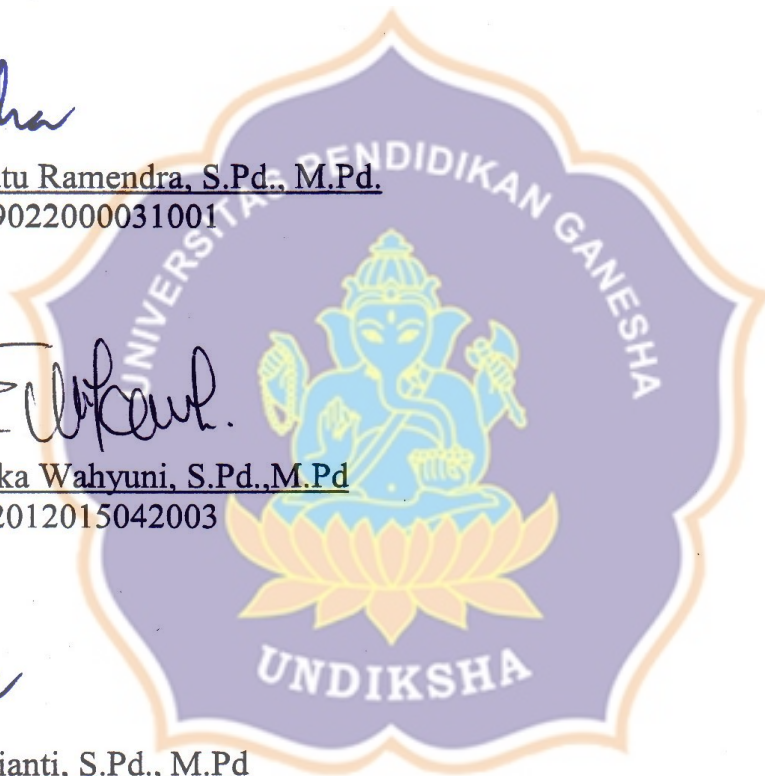 tu Ramendra, S.Pd., M.Pd.
9022000031001
UNIVERSITAS PENDIDIKAN GANESHA
ka Wahyuni, S.Pd.,M.Pd
2012015042003
UNDIKSHA
ianti, S.Pd., M.Pd